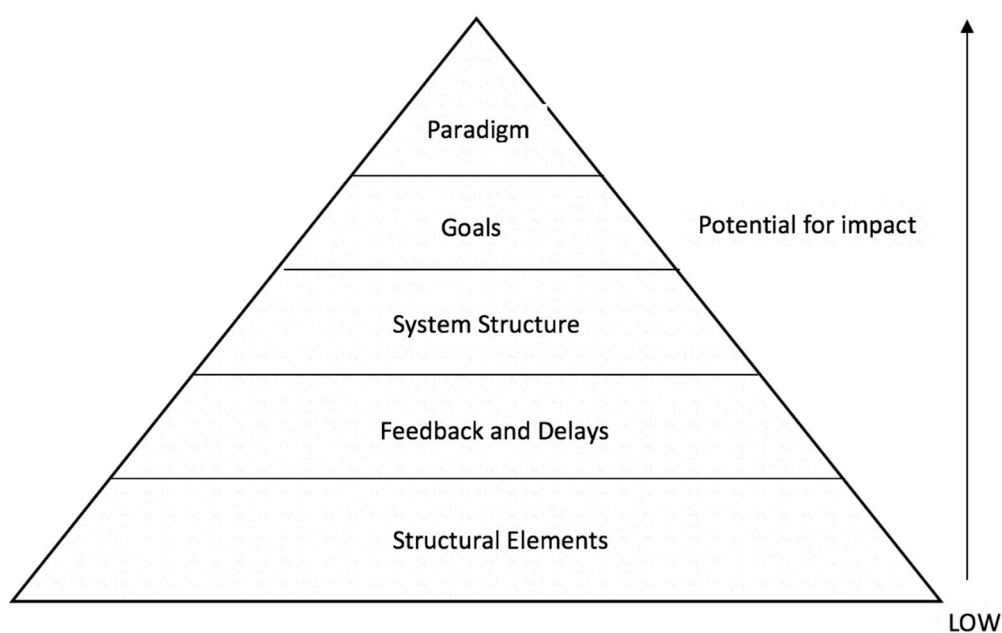 Paradigm
Goals
Potential for impact
System Structure
Feedback and Delays
Structural Elements
LOW